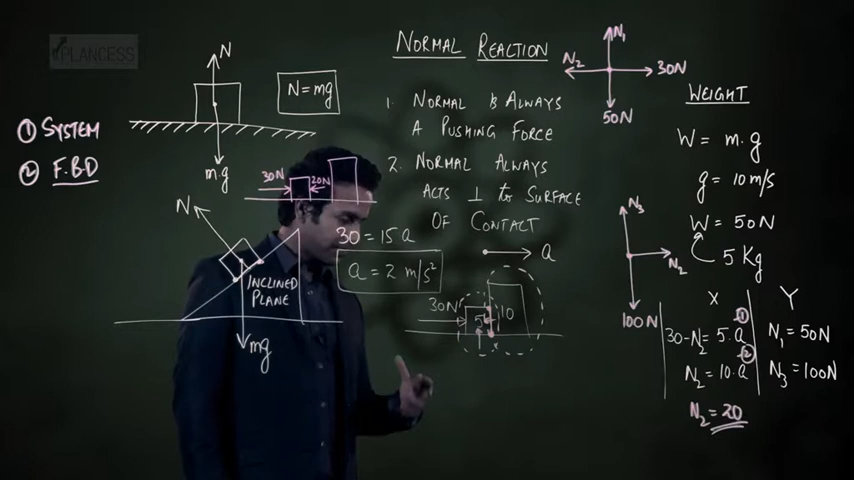 PLANCESS
N
N=mg
m.g
① SYSTEM
② F.B.D
30N
20N
N
INCLINED
PLANE
mg
30 = 15 a
a = 2 m/s²
NORMAL REACTION
1. NORMAL IS ALWAYS
A PUSHING FORCE
2. NORMAL ALWAYS
ACTS ⊥ to SURFACE
OF CONTACT
a
30N
5
10
N₁
N₂
30N
50N
WEIGHT
W = m.g
g = 10 m/s
W = 50N
5 Kg
N₃
N₂
100N
X
Y
30-N₂ = 5.a ①
N₁ = 50N
N₂ = 10.a ②
N₃ = 100N
N₂ = 20